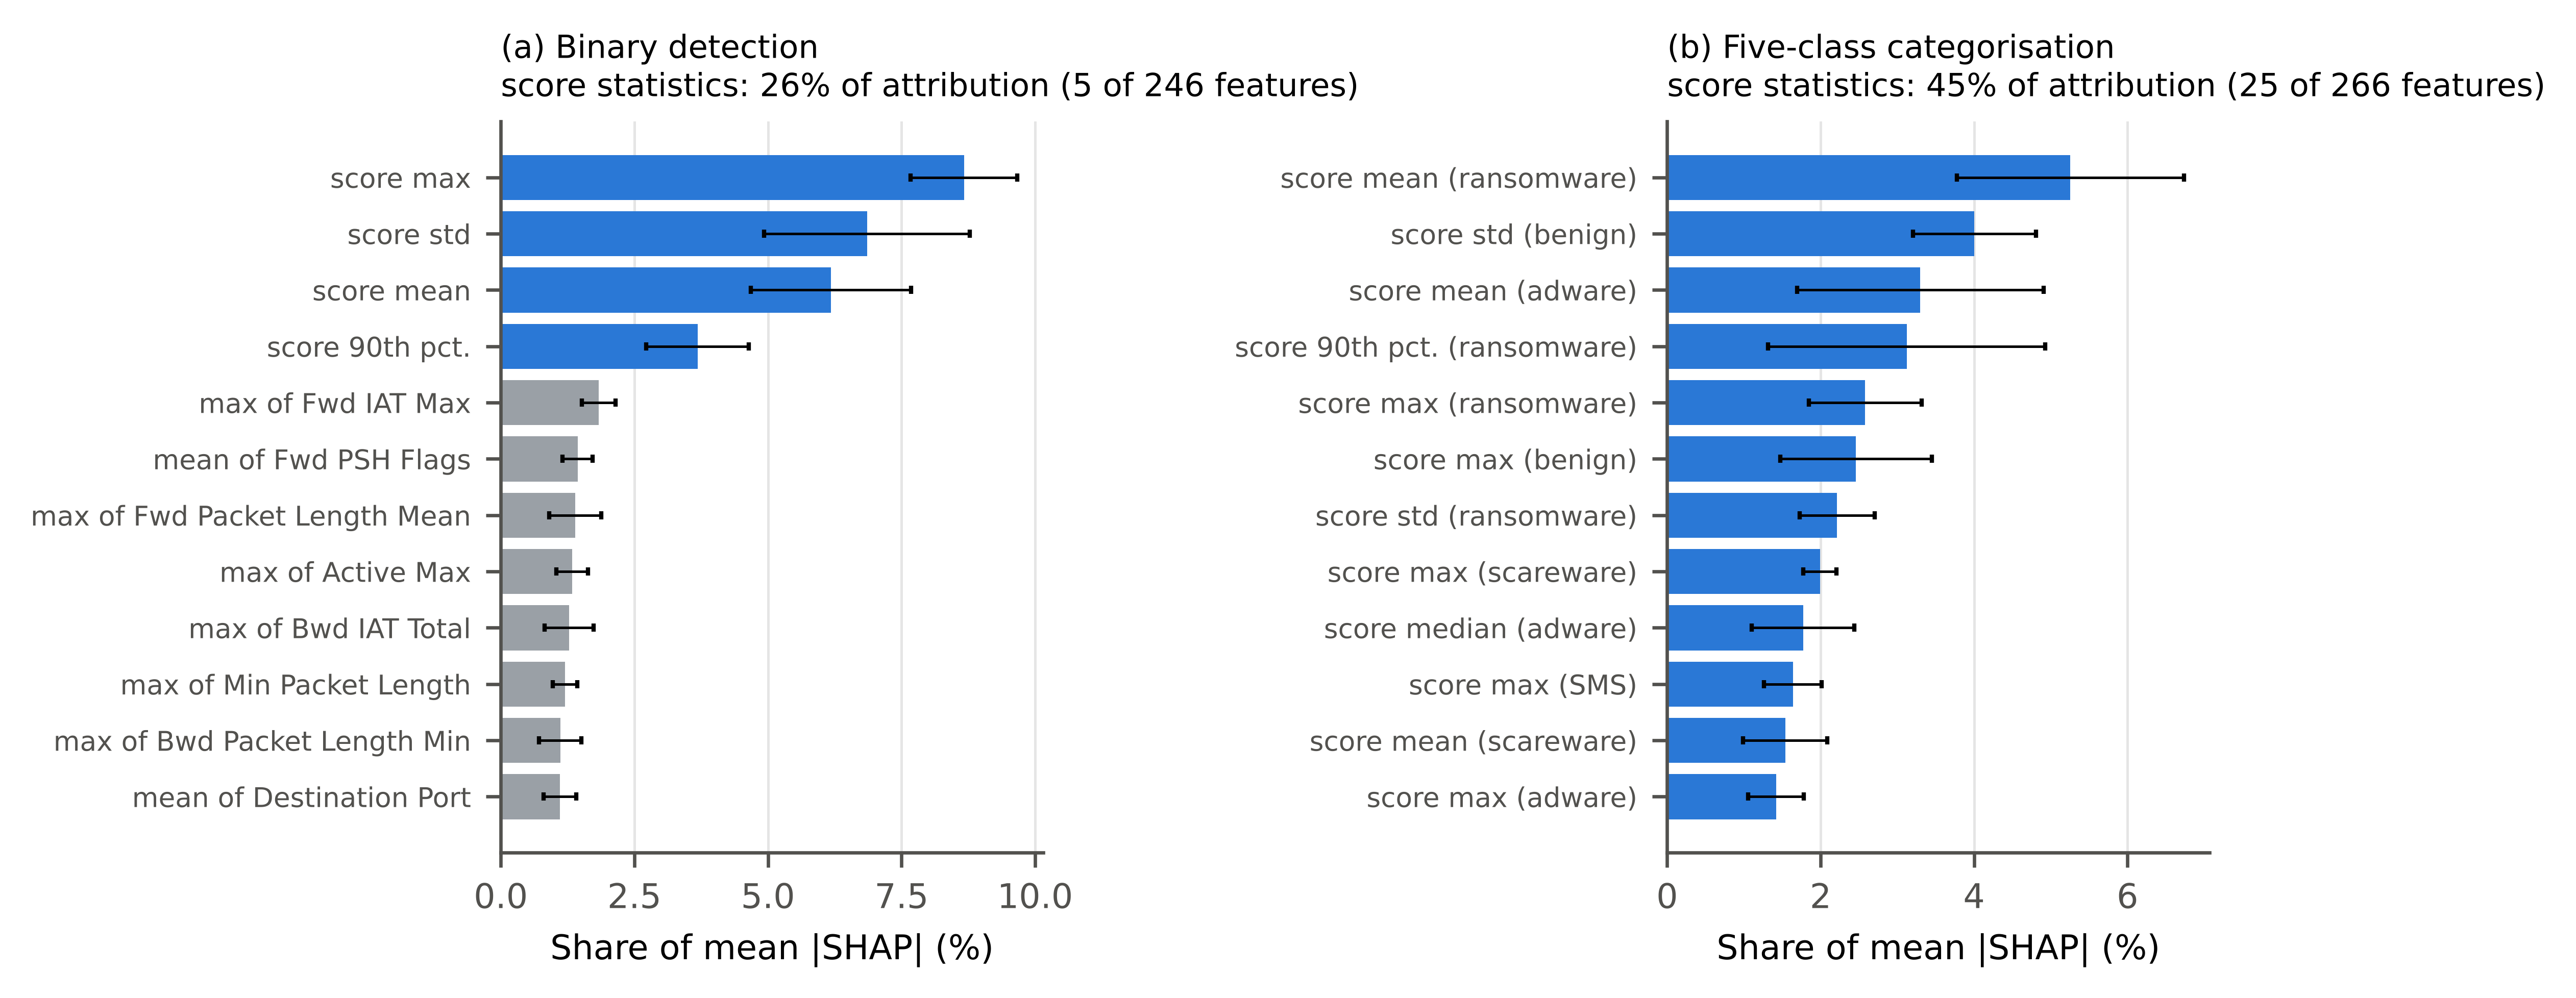 (a) Binary detection
score statistics: 26% of attribution (5 of 246 features)
score max
score std
score mean
score 90th pct.
max of Fwd IAT Max
mean of Fwd PSH Flags
max of Fwd Packet Length Mean
max of Active Max
max of Bwd IAT Total
max of Min Packet Length
max of Bwd Packet Length Min
mean of Destination Port
0.0 2.5 5.0 7.5 10.0
Share of mean |SHAP| (%)
(b) Five-class categorisation
score statistics: 45% of attribution (25 of 266 features)
score mean (ransomware)
score std (benign)
score mean (adware)
score 90th pct. (ransomware)
score max (ransomware)
score max (benign)
score std (ransomware)
score max (scareware)
score median (adware)
score max (SMS)
score mean (scareware)
score max (adware)
0 2 4 6
Share of mean |SHAP| (%)